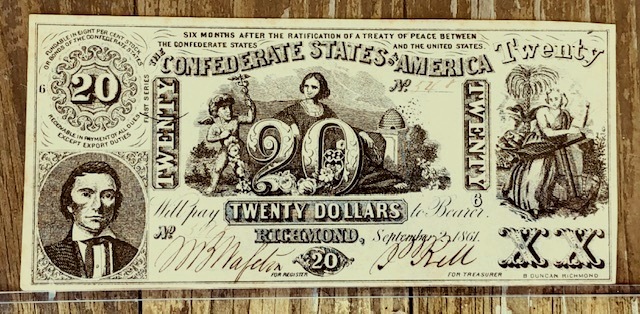 SIX MONTHS AFTER THE RATIFICATION OF A TREATY OF PEACE BETWEEN
THE CONFEDERATE STATES AND THE UNITED STATES.
THE CONFEDERATE STATES OF AMERICA
Twenty
FUNDABLE IN EIGHT PER CENT. STOCK
OR BONDS OF THE CONFEDERATE STATES
20
RECEIVABLE IN PAYMENT OF ALL DUES
EXCEPT EXPORT DUTIES
6
FIRST SERIES
TWENTY
No
TWENTY
20
6
Will pay TWENTY DOLLARS to Bearer.
No
RICHMOND, September 2, 1861.
FOR REGISTER
20
FOR TREASURER
XX
B DUNCAN RICHMOND